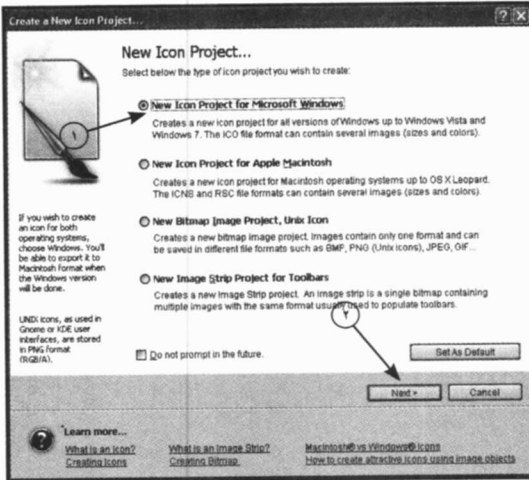 Create a New Icon Project...
New Icon Project...
Select below the type of icon project you wish to create:
New Icon Project for Microsoft Windows
Creates a new icon project for all versions of Windows up to Windows Vista and
Windows 7. The ICO file format can contain several images (sizes and colors).
New Icon Project for Apple Macintosh
Creates a new icon project for Macintosh operating systems up to OS X Leopard.
The ICNS and RSC file formats can contain several images (sizes and colors).
New Bitmap Image Project, Unix Icon
Creates a new bitmap image project. Images contain only one format and can
be saved in different file formats such as BMP, PNG (Unix icons), JPEG, GIF...
New Image Strip Project for Toolbars
Creates a new Image Strip project. An image strip is a single bitmap containing
multiple images with the same format usually used to populate toolbars.
۱
If you wish to create
an icon for both
operating systems,
choose Windows. You'll
be able to export it to
Macintosh format when
the Windows version
will be done.
UNIX icons, as used in
Gnome or KDE user
interfaces, are stored
in PNG format
(RGB/A).
۲
Do not prompt in the future.
Set As Default
Next >
Cancel
Learn more...
What is an Icon?
What is an Image Strip?
Macintosh® vs Windows® Icons
Creating Icons
Creating Bitmap
How to create attractive icons using image objects